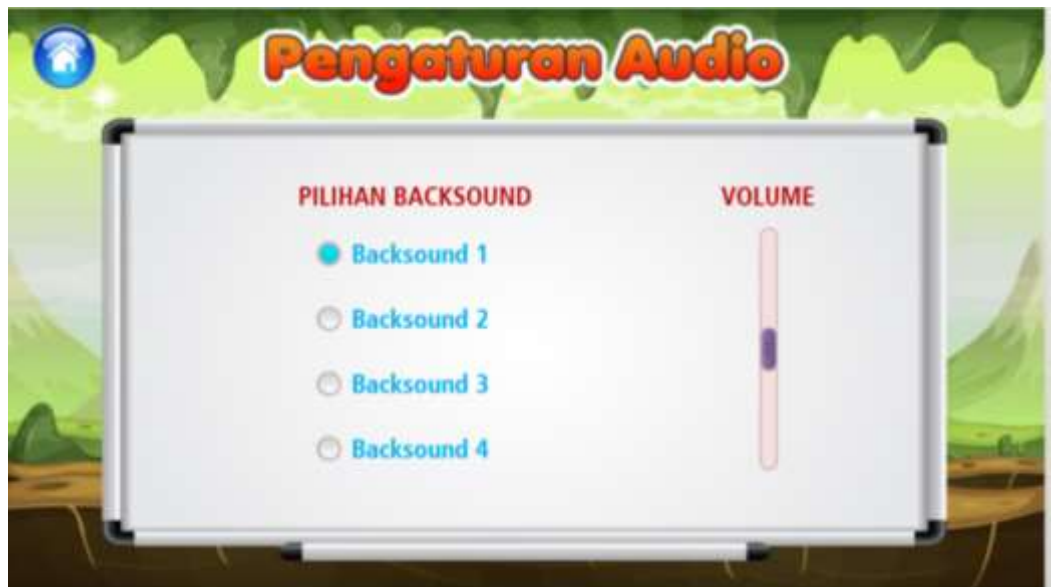 Pengaturan Audio
PILIHAN BACKSOUND
Backsound 1
Backsound 2
Backsound 3
Backsound 4
VOLUME